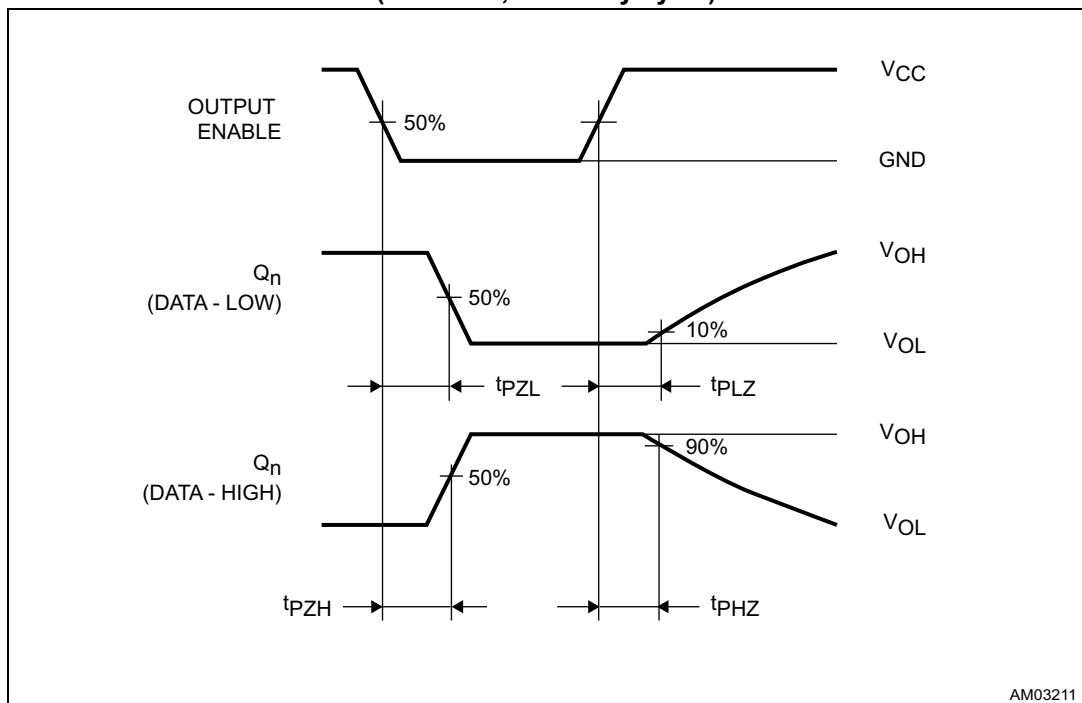 OUTPUT
ENABLE
50%
VCC
GND
Qn
(DATA - LOW)
50%
10%
VOH
VOL
tPZL
tPLZ
Qn
(DATA - HIGH)
50%
90%
VOH
VOL
tPZH
tPHZ
AM03211